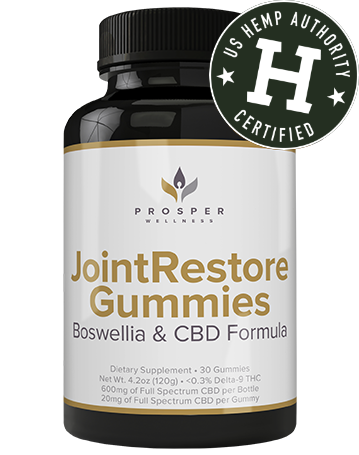 US HEMP AUTHORITY
H
CERTIFIED
PROSPER
WELLNESS
JointRestore
Gummies
Boswellia & CBD Formula
Dietary Supplement • 30 Gummies
Net Wt. 4.2oz (120g) • <0.3% Delta-9 THC
600mg of Full Spectrum CBD per Bottle
20mg of Full Spectrum CBD per Gummy